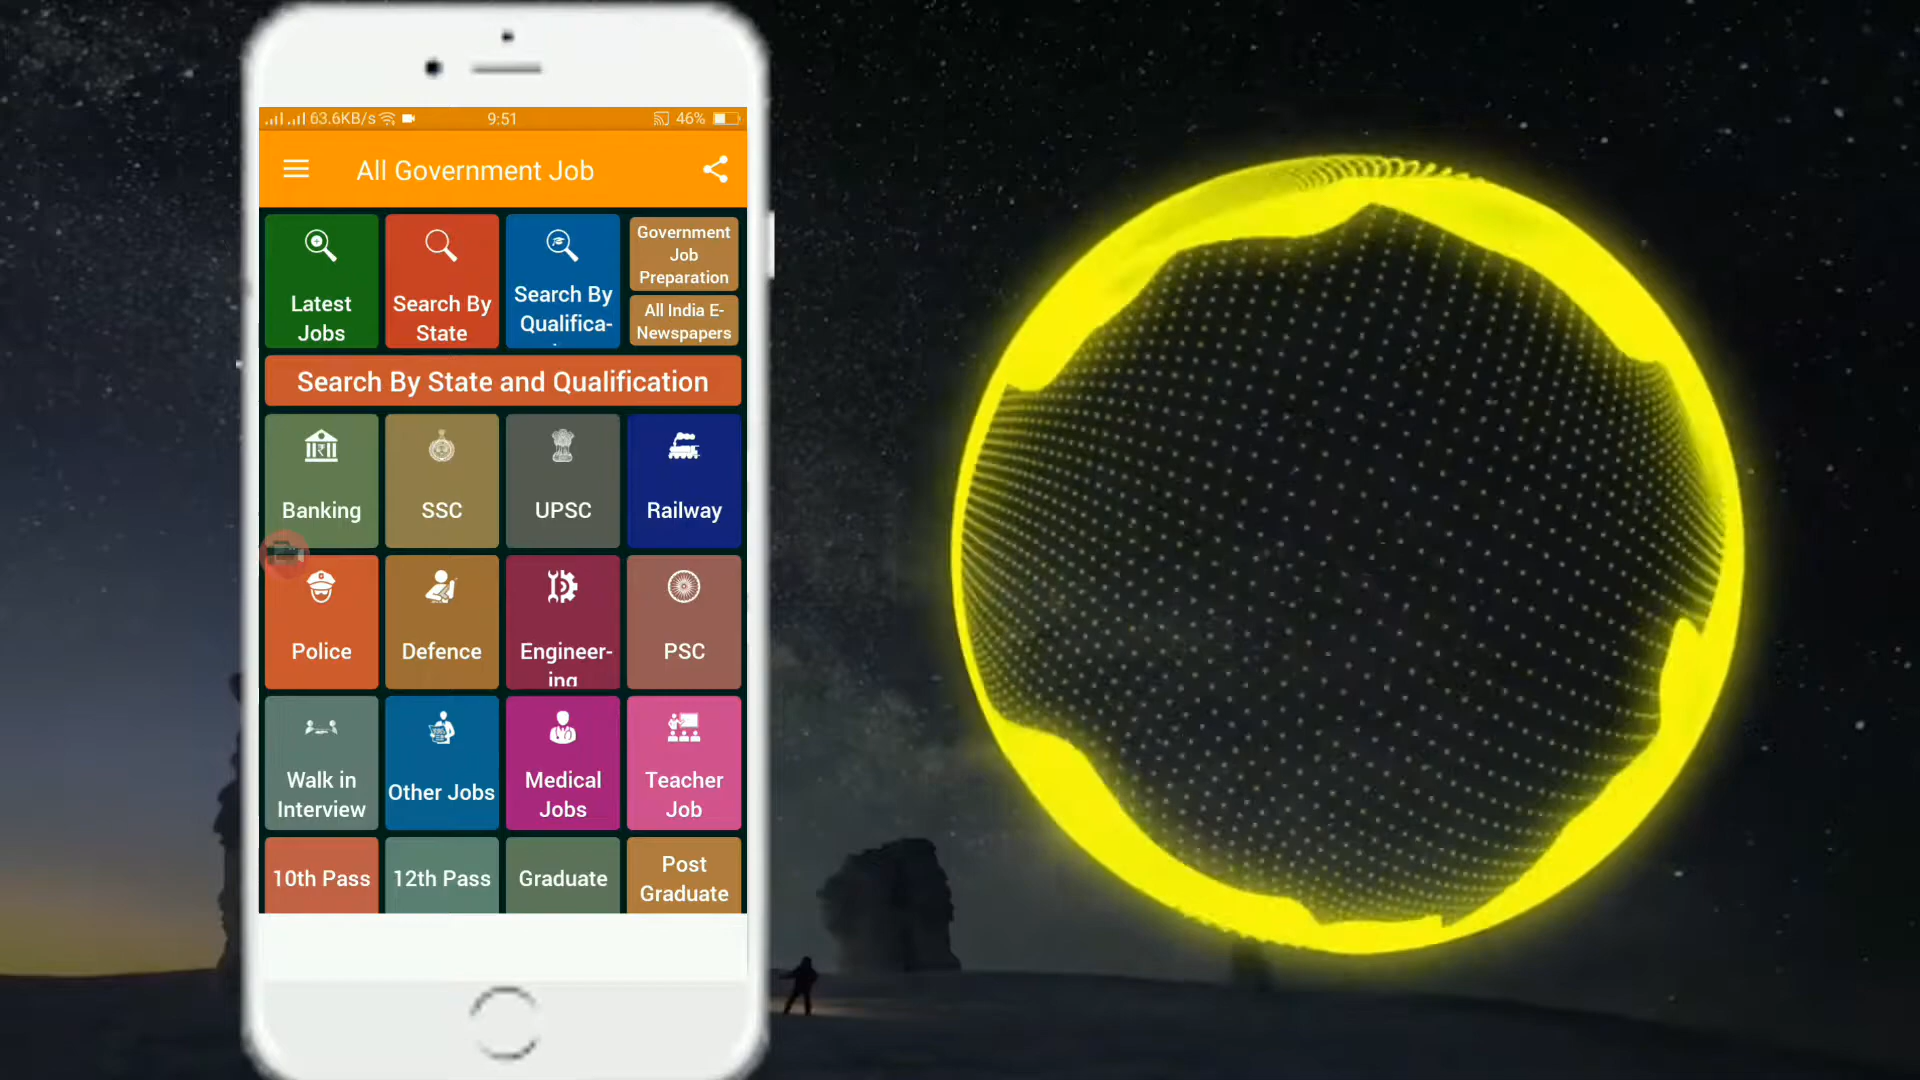 63.6KB/s 9:51 46%
All Government Job
Latest
Jobs
Search By
State
Search By
Qualifica-
Government
Job
Preparation
All India E-
Newspapers
Search By State and Qualification
Banking
SSC
UPSC
Railway
Police
Defence
Engineer-
ing
PSC
Walk in
Interview
Other Jobs
Medical
Jobs
Teacher
Job
10th Pass
12th Pass
Graduate
Post
Graduate